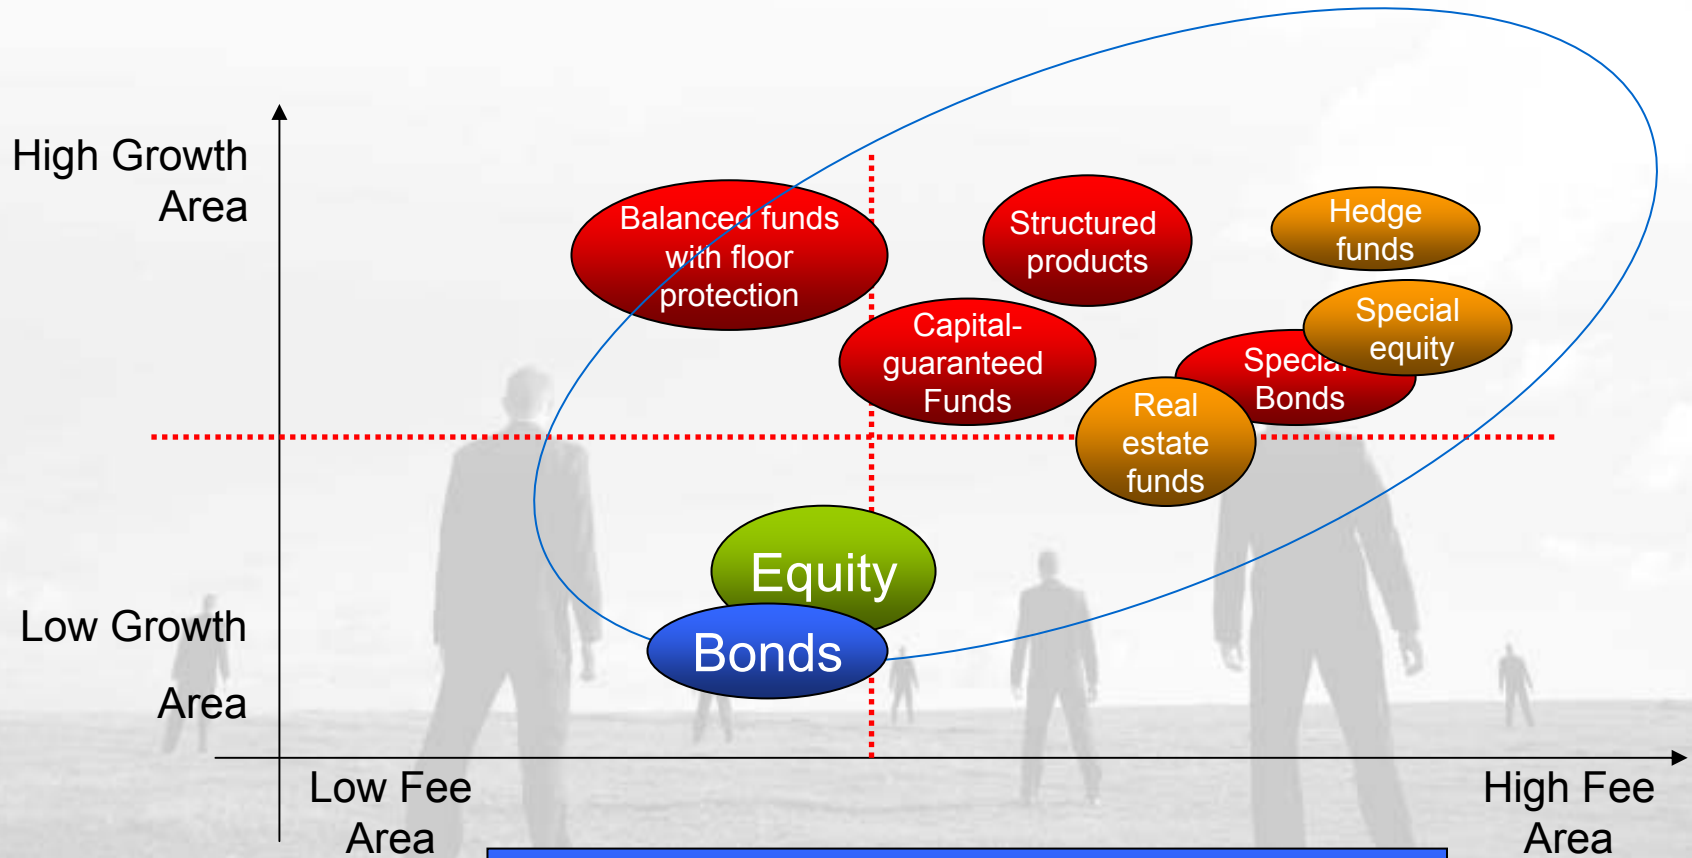 High Growth
Area
Balanced funds
with floor
protection
Structured
products
Hedge
funds
Capital-
guaranteed
Funds
Special
equity
Special
Bonds
Real
estate
funds
Equity
Bonds
Low Growth
Area
Low Fee
Area
High Fee
Area